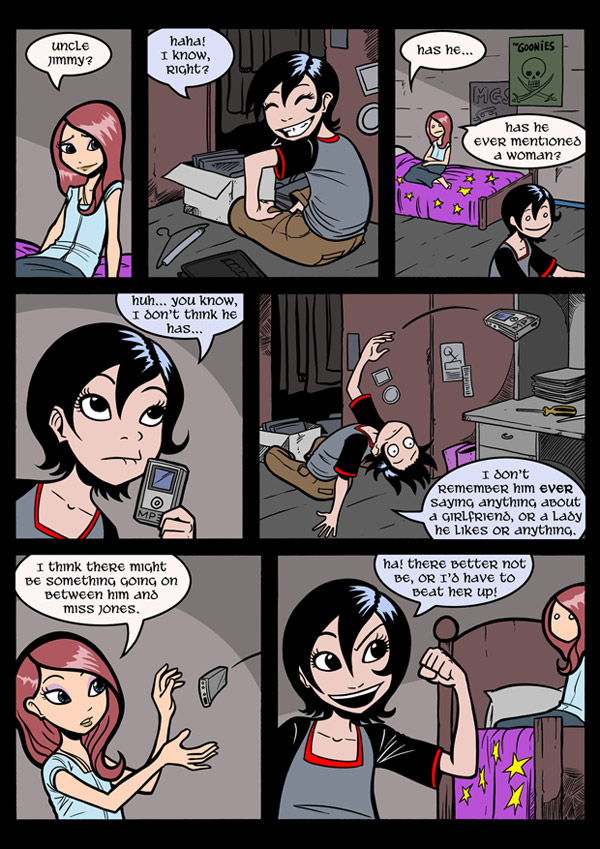 uncle
jimmy?
haha!
I know,
right?
has he...
The GOONIES
MGS
has he
ever mentioned
a woman?
huh... you know,
I don't think he
has...
MP3
I don't
remember him ever
saying anything about
a girlfriend, or a lady
he likes or anything.
I think there might
be something going on
between him and
miss jones.
ha! there better not
be, or I'd have to
beat her up!